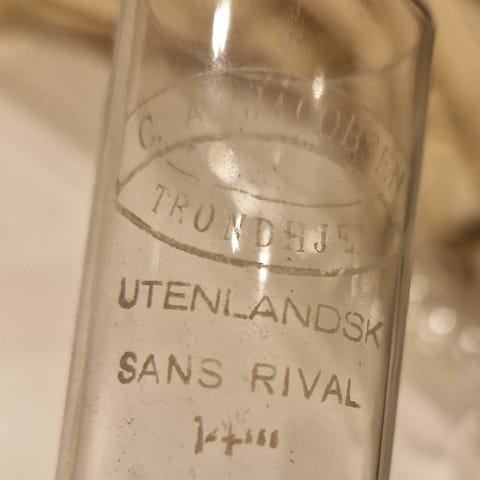 C. A. JACOBSEN
TRONDHJEM
UTENLANDSK
SANS RIVAL